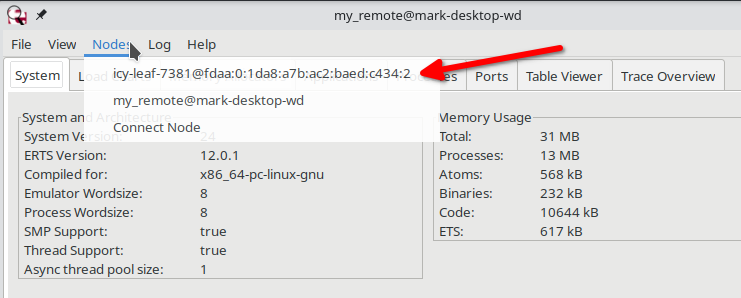 my_remote@mark-desktop-wd
File View Nodes Log Help
System Ports Table Viewer Trace Overview
icy-leaf-7381@fdaa:0:1da8:a7b:ac2:baed:c434:2
my_remote@mark-desktop-wd
Connect Node
System and Architecture
System Version: 24
ERTS Version: 12.0.1
Compiled for: x86_64-pc-linux-gnu
Emulator Wordsize: 8
Process Wordsize: 8
SMP Support: true
Thread Support: true
Async thread pool size: 1
Memory Usage
Total: 31 MB
Processes: 13 MB
Atoms: 568 kB
Binaries: 232 kB
Code: 10644 kB
ETS: 617 kB